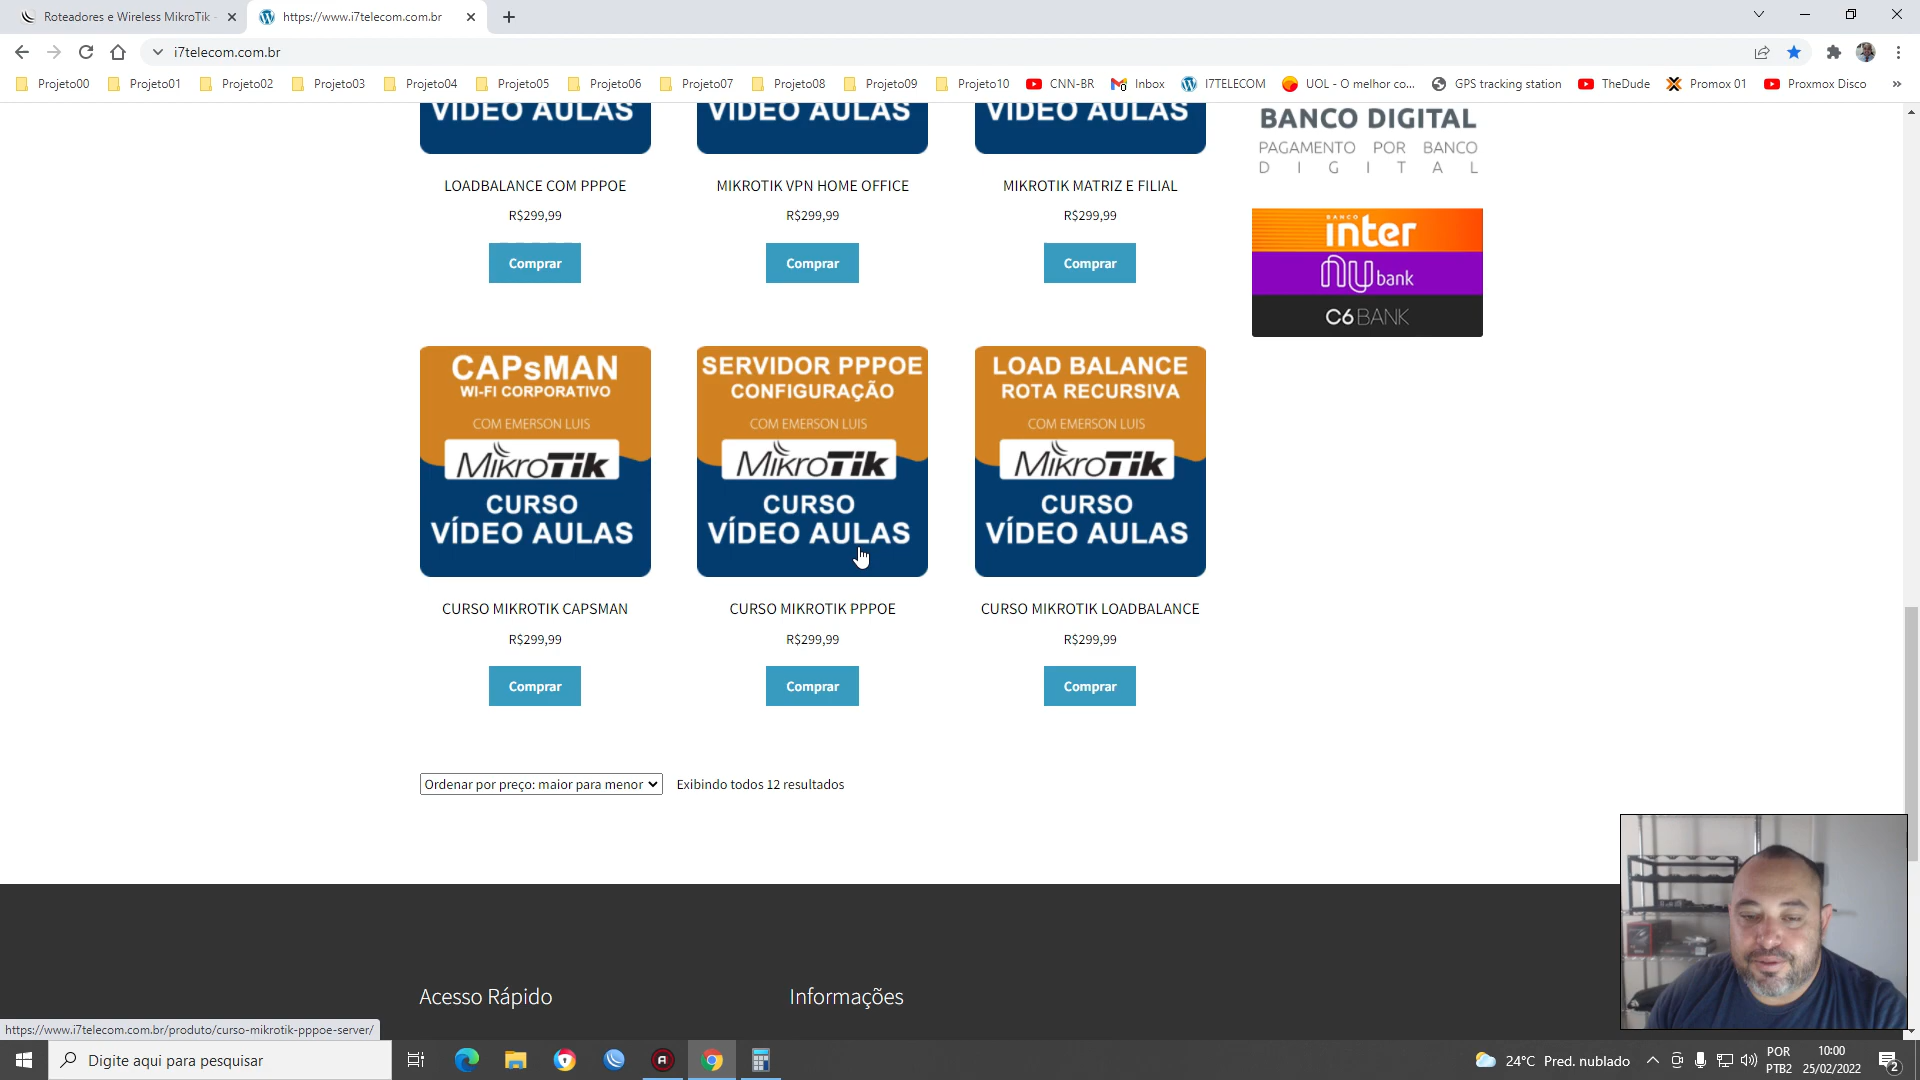 Roteadores e Wireless MikroTik
https://www.i7telecom.com.br
i7telecom.com.br
Projeto00
Projeto01
Projeto02
Projeto03
Projeto04
Projeto05
Projeto06
Projeto07
Projeto08
Projeto09
Projeto10
CNN-BR
Inbox
I7TELECOM
UOL - O melhor co...
GPS tracking station
TheDude
Promox 01
Proxmox Disco
»
VÍDEO AULAS
VÍDEO AULAS
VÍDEO AULAS
BANCO DIGITAL
PAGAMENTO POR BANCO
DIGITAL
LOADBALANCE COM PPPOE
R$299,99
Comprar
MIKROTIK VPN HOME OFFICE
R$299,99
Comprar
MIKROTIK MATRIZ E FILIAL
R$299,99
Comprar
BANCO
inter
nu bank
C6 BANK
CAPsMAN
WI-FI CORPORATIVO
COM EMERSON LUIS
MikroTik
CURSO
VÍDEO AULAS
SERVIDOR PPPOE
CONFIGURAÇÃO
COM EMERSON LUIS
MikroTik
CURSO
VÍDEO AULAS
LOAD BALANCE
ROTA RECURSIVA
COM EMERSON LUIS
MikroTik
CURSO
VÍDEO AULAS
CURSO MIKROTIK CAPSMAN
R$299,99
Comprar
CURSO MIKROTIK PPPOE
R$299,99
Comprar
CURSO MIKROTIK LOADBALANCE
R$299,99
Comprar
Ordenar por preço: maior para menor
Exibindo todos 12 resultados
Acesso Rápido
Informações
https://www.i7telecom.com.br/produto/curso-mikrotik-pppoe-server/
Digite aqui para pesquisar
24°C Pred. nublado
POR
PTB2
10:00
25/02/2022
2